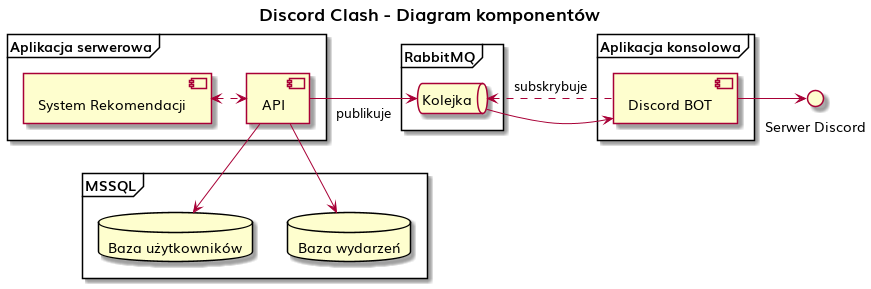 Discord Clash - Diagram komponentów
Aplikacja serwerowa
System Rekomendacji
API
publikuje
RabbitMQ
Kolejka
subskrybuje
Aplikacja konsolowa
Discord BOT
Serwer Discord
MSSQL
Baza użytkowników
Baza wydarzeń